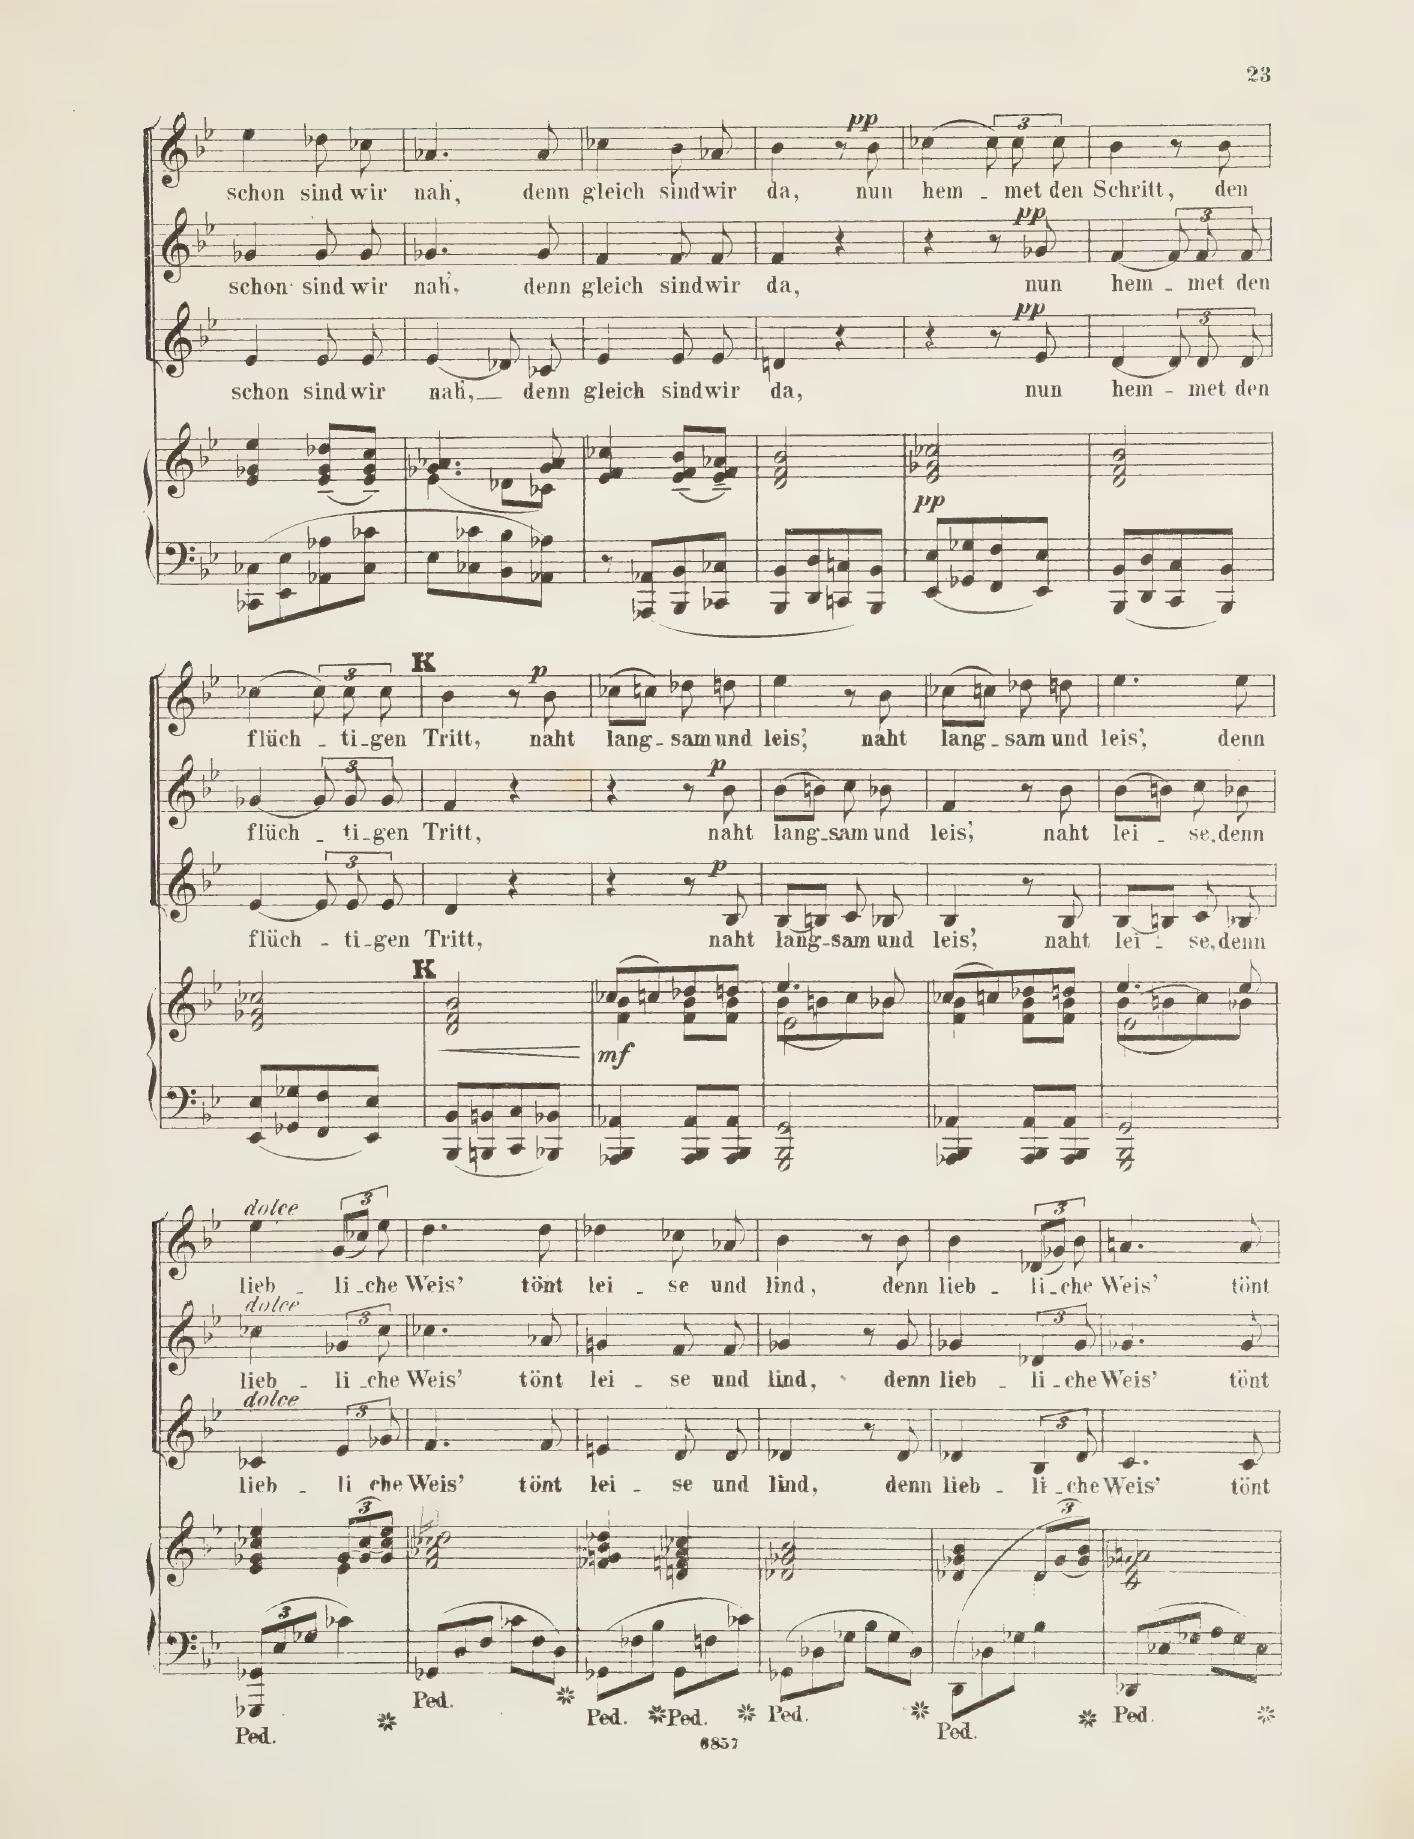 23
pp
3
schon sind wir nah', denn gleich sind wir da, nun hem - met den Schritt, den
pp
3
schon sind wir nah', denn gleich sind wir da, nun hem - met den
pp
3
schon sind wir nah', denn gleich sind wir da, nun hem - met den
pp
3
K
p
flüch - ti - gen Tritt, naht lang - sam und leis', naht lang - sam und leis', denn
3
p
flüch - ti - gen Tritt, naht lang - sam und leis', naht lei - se, denn
3
p
flüch - ti - gen Tritt, naht lang - sam und leis', naht lei - se, denn
K
mf
dolce
3
3
lieb - li - che Weis' tönt lei - se und lind, denn lieb - li - che Weis' tönt
dolce
3
3
lieb - li - che Weis' tönt lei - se und lind, denn lieb - li - che Weis' tönt
dolce
3
3
lieb - li che Weis' tönt lei - se und lind, denn lieb - li - che Weis' tönt
3
3
3
Ped. Ped. Ped. Ped. Ped. Ped. Ped.
6857